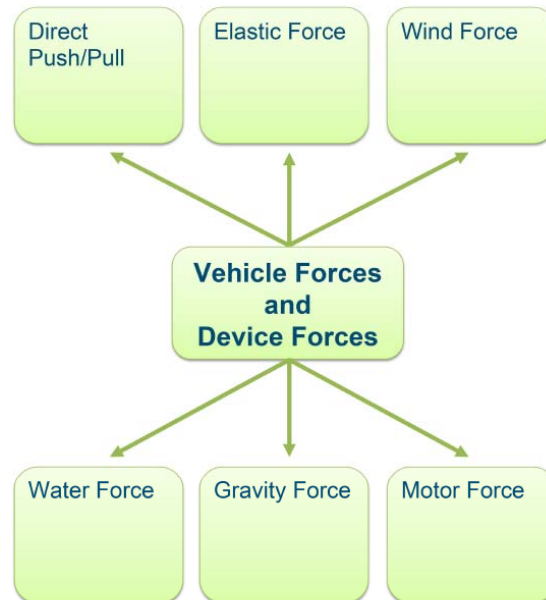 Direct
Push/Pull
Elastic Force
Wind Force
Vehicle Forces
and
Device Forces
Water Force
Gravity Force
Motor Force